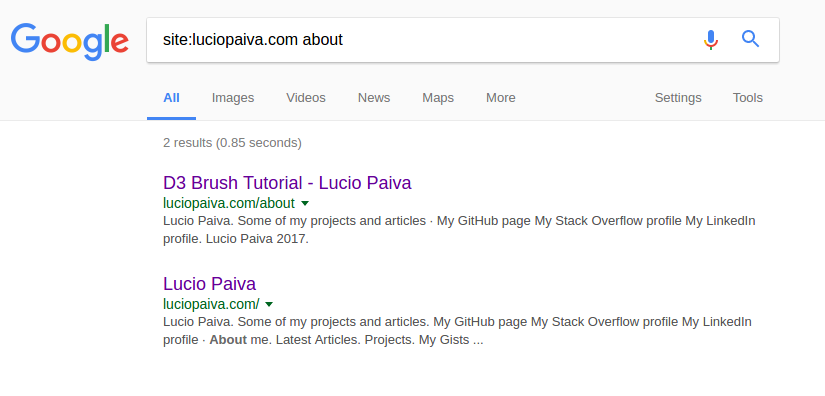 Google
site:luciopaiva.com about
All Images Videos News Maps More Settings Tools
2 results (0.85 seconds)
D3 Brush Tutorial - Lucio Paiva
luciopaiva.com/about
Lucio Paiva. Some of my projects and articles · My GitHub page My Stack Overflow profile My LinkedIn
profile. Lucio Paiva 2017.
Lucio Paiva
luciopaiva.com/
Lucio Paiva. Some of my projects and articles. My GitHub page My Stack Overflow profile My LinkedIn
profile · About me. Latest Articles. Projects. My Gists ...